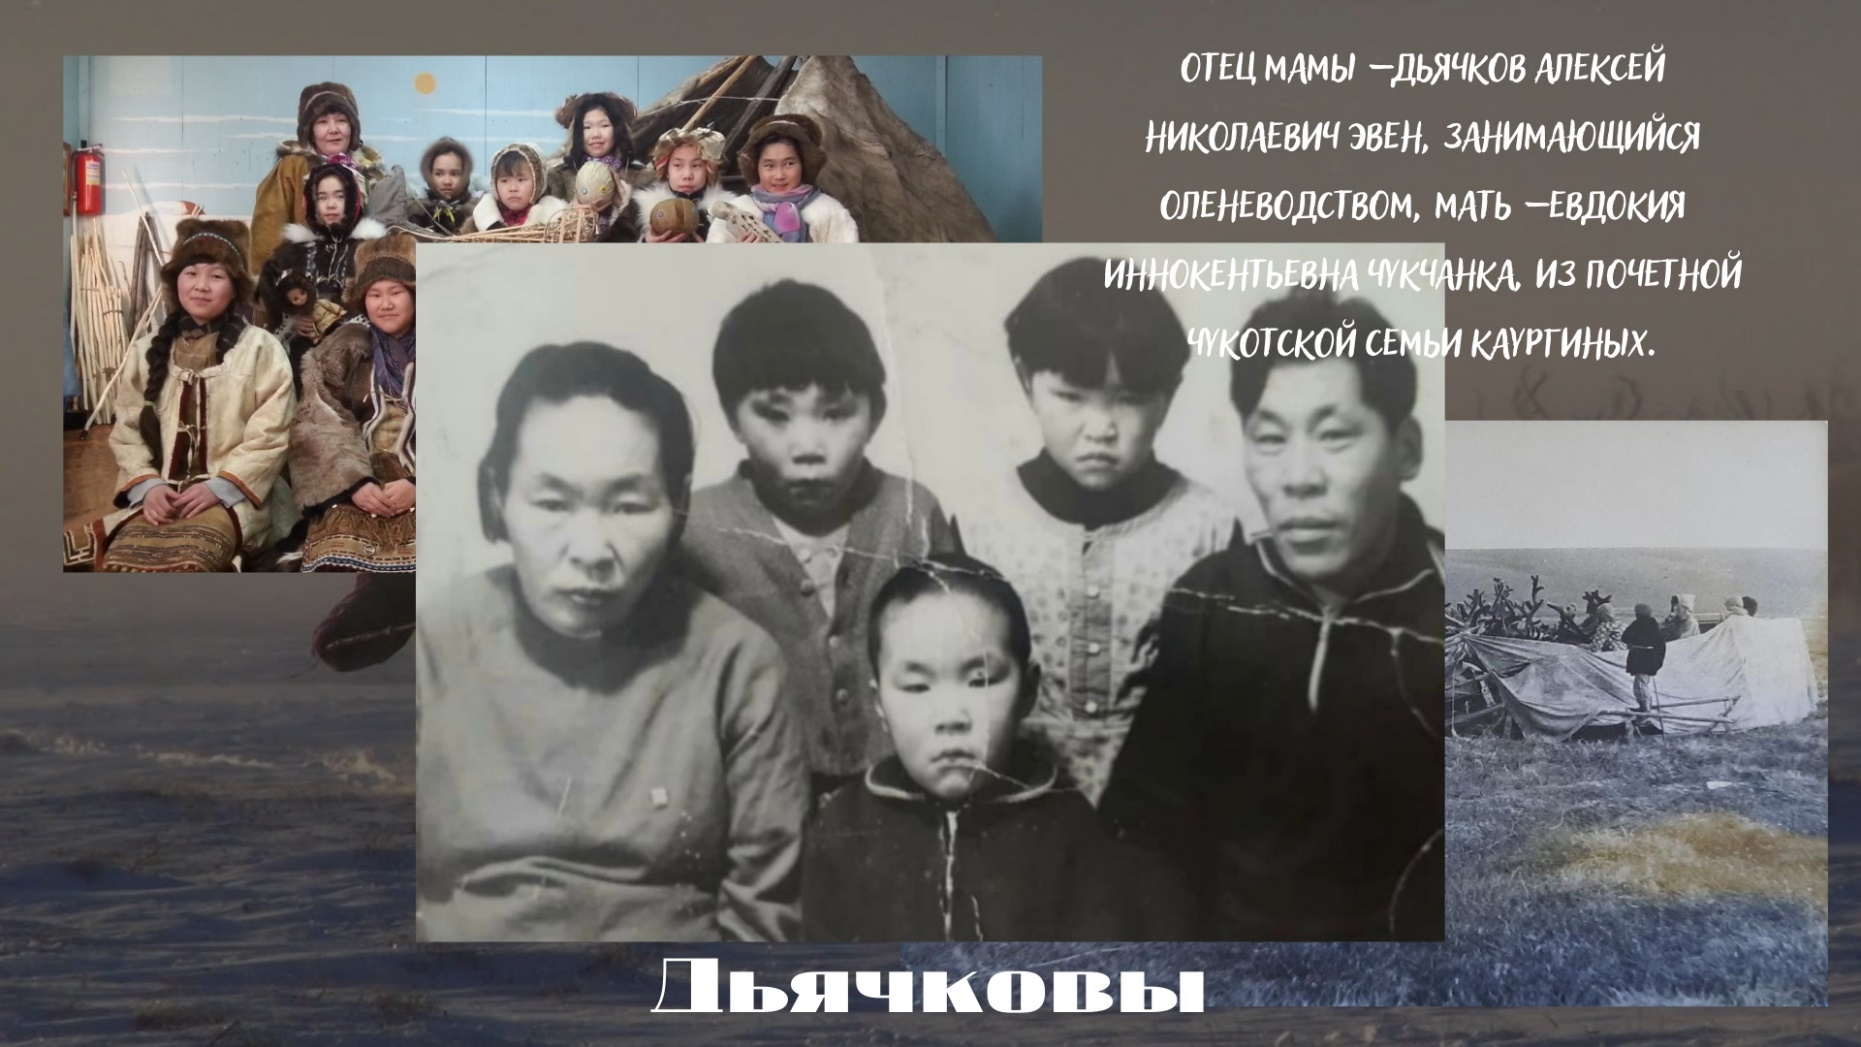 ОТЕЦ МАМЫ –ДЬЯЧКОВ АЛЕКСЕЙ
НИКОЛАЕВИЧ ЭВЕН, ЗАНИМАЮЩИЙСЯ
ОЛЕНЕВОДСТВОМ, МАТЬ –ЕВДОКИЯ
ИННОКЕНТЬЕВНА ЧУКЧАНКА, ИЗ ПОЧЕТНОЙ
ЧУКОТСКОЙ СЕМЬИ КАУРГИНЫХ.
Дьячковы